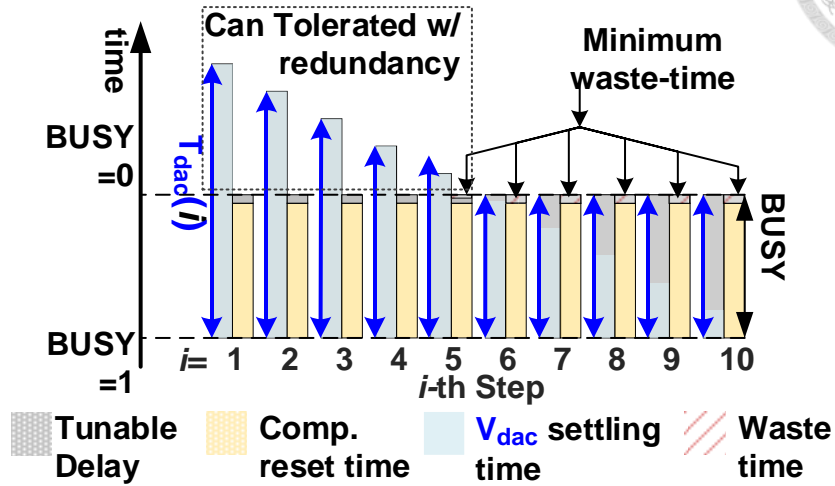 Can Tolerated w/
redundancy
Minimum
waste-time
time
BUSY
=0
Tdac(i)
BUSY
BUSY
=1
i= 1 2 3 4 5 6 7 8 9 10
i-th Step
Tunable
Delay
Comp.
reset time
Vdac settling
time
Waste
time